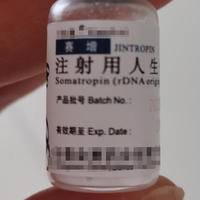 赛增 JINTROPIN
注射用人生
Somatropin (rDNA origi
产品批号 Batch No.:
有效期至 Exp. Date: